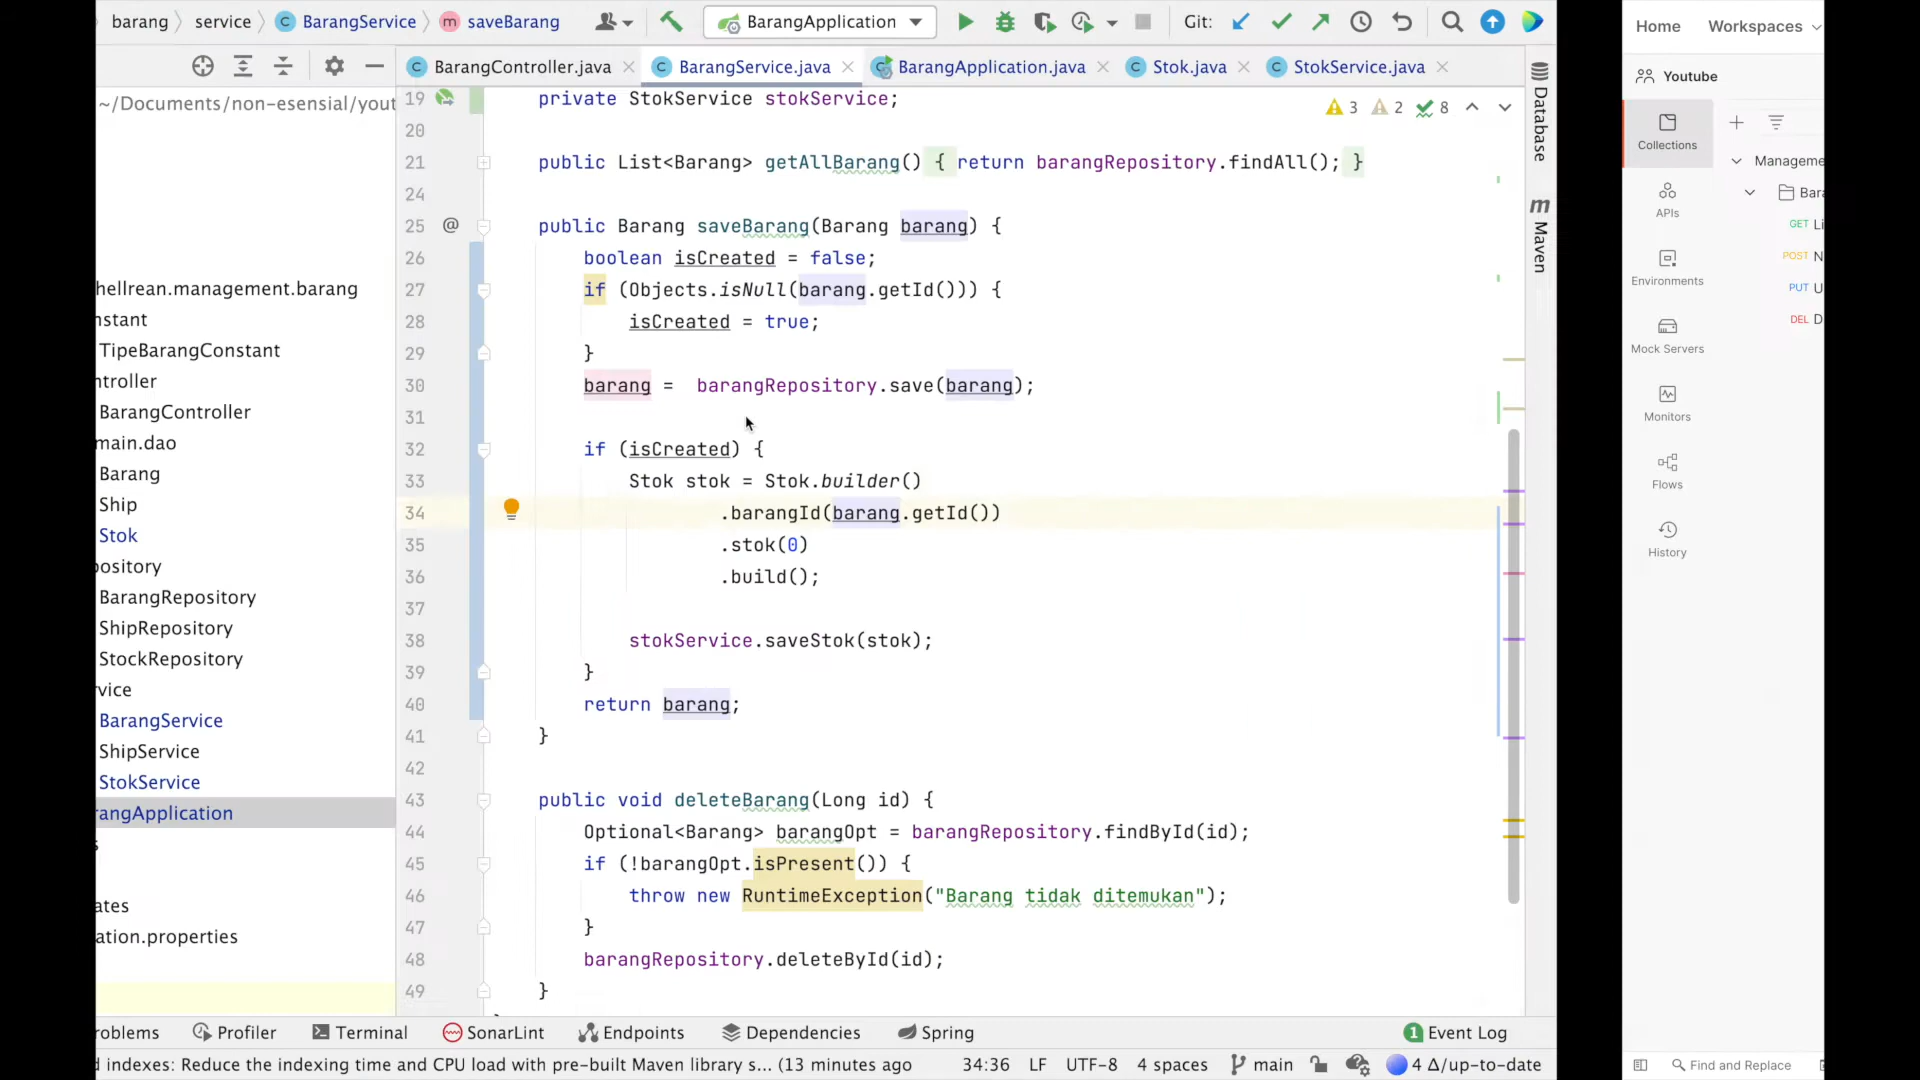 barang service BarangService saveBarang BarangApplication Git:
BarangController.java BarangService.java BarangApplication.java Stok.java StokService.java
~/Documents/non-esensial/yout
hellrean.management.barang
nstant
TipeBarangConstant
ntroller
BarangController
main.dao
Barang
Ship
Stok
pository
BarangRepository
ShipRepository
StockRepository
rvice
BarangService
ShipService
StokService
rangApplication
s
ates
ation.properties
3 2 8
19 private StokService stokService;
20
21 public List<Barang> getAllBarang() { return barangRepository.findAll(); }
24
25 @ public Barang saveBarang(Barang barang) {
26 boolean isCreated = false;
27 if (Objects.isNull(barang.getId())) {
28 isCreated = true;
29 }
30 barang = barangRepository.save(barang);
31
32 if (isCreated) {
33 Stok stok = Stok.builder()
34 .barangId(barang.getId())
35 .stok(0)
36 .build();
37
38 stokService.saveStok(stok);
39 }
40 return barang;
41 }
42
43 public void deleteBarang(Long id) {
44 Optional<Barang> barangOpt = barangRepository.findById(id);
45 if (!barangOpt.isPresent()) {
46 throw new RuntimeException("Barang tidak ditemukan");
47 }
48 barangRepository.deleteById(id);
49 }
Database
m Maven
roblems Profiler Terminal SonarLint Endpoints Dependencies Spring 1 Event Log
d indexes: Reduce the indexing time and CPU load with pre-built Maven library s... (13 minutes ago 34:36 LF UTF-8 4 spaces main 4 Δ/up-to-date
Home Workspaces
Youtube
Collections
APIs
Environments
Mock Servers
Monitors
Flows
History
Manageme
Bara
GET Li
POST N
PUT U
DEL D
Find and Replace